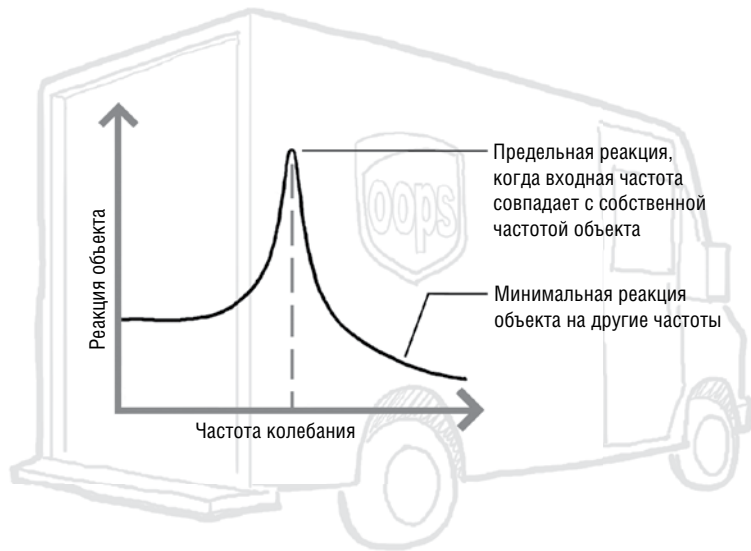 Реакция объекта
oops
Предельная реакция,
когда входная частота
совпадает с собственной
частотой объекта
Минимальная реакция
объекта на другие частоты
Частота колебания